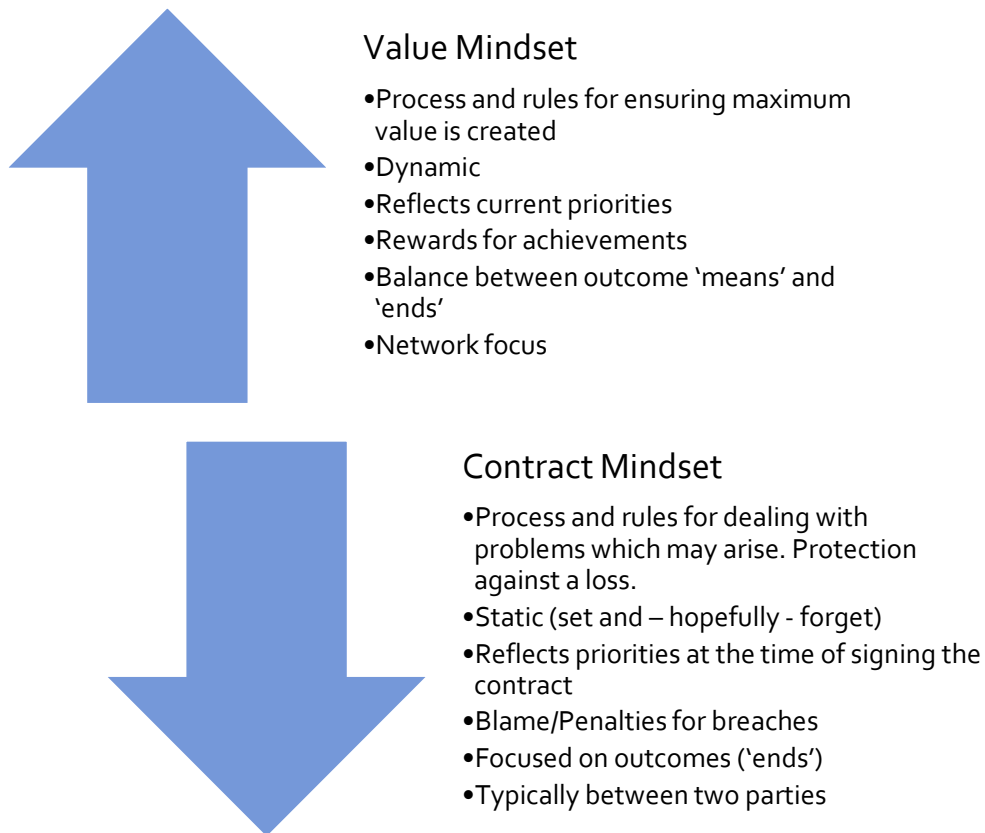 Value Mindset
•Process and rules for ensuring maximum
value is created
•Dynamic
•Reflects current priorities
•Rewards for achievements
•Balance between outcome ‘means’ and
‘ends’
•Network focus
Contract Mindset
•Process and rules for dealing with
problems which may arise. Protection
against a loss.
•Static (set and – hopefully - forget)
•Reflects priorities at the time of signing the
contract
•Blame/Penalties for breaches
•Focused on outcomes (‘ends’)
•Typically between two parties